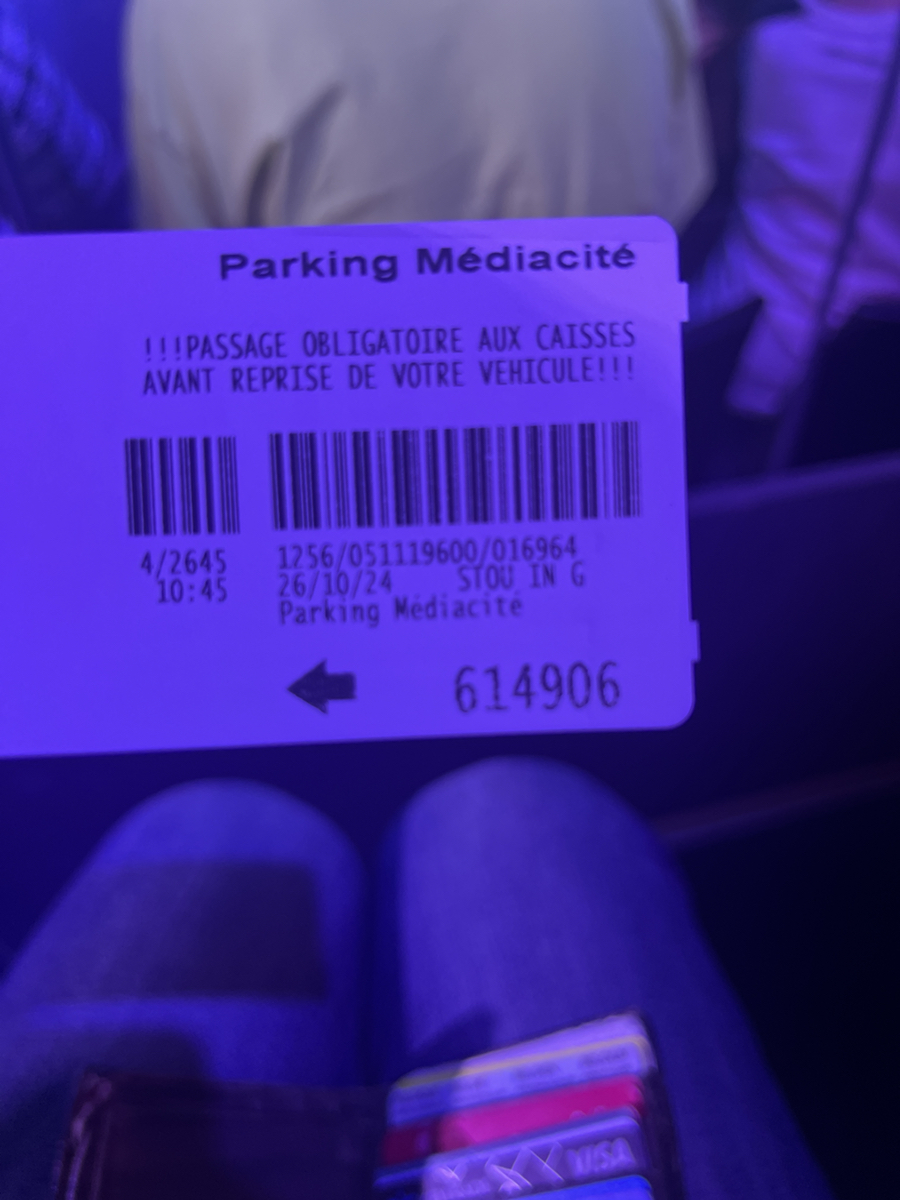 Parking Médiacité
!!!PASSAGE OBLIGATOIRE AUX CAISSES
AVANT REPRISE DE VOTRE VEHICULE!!!
4/2645 1256/051119600/016964
10:45 26/10/24 STOU IN G
Parking Médiacité
614906
VISA